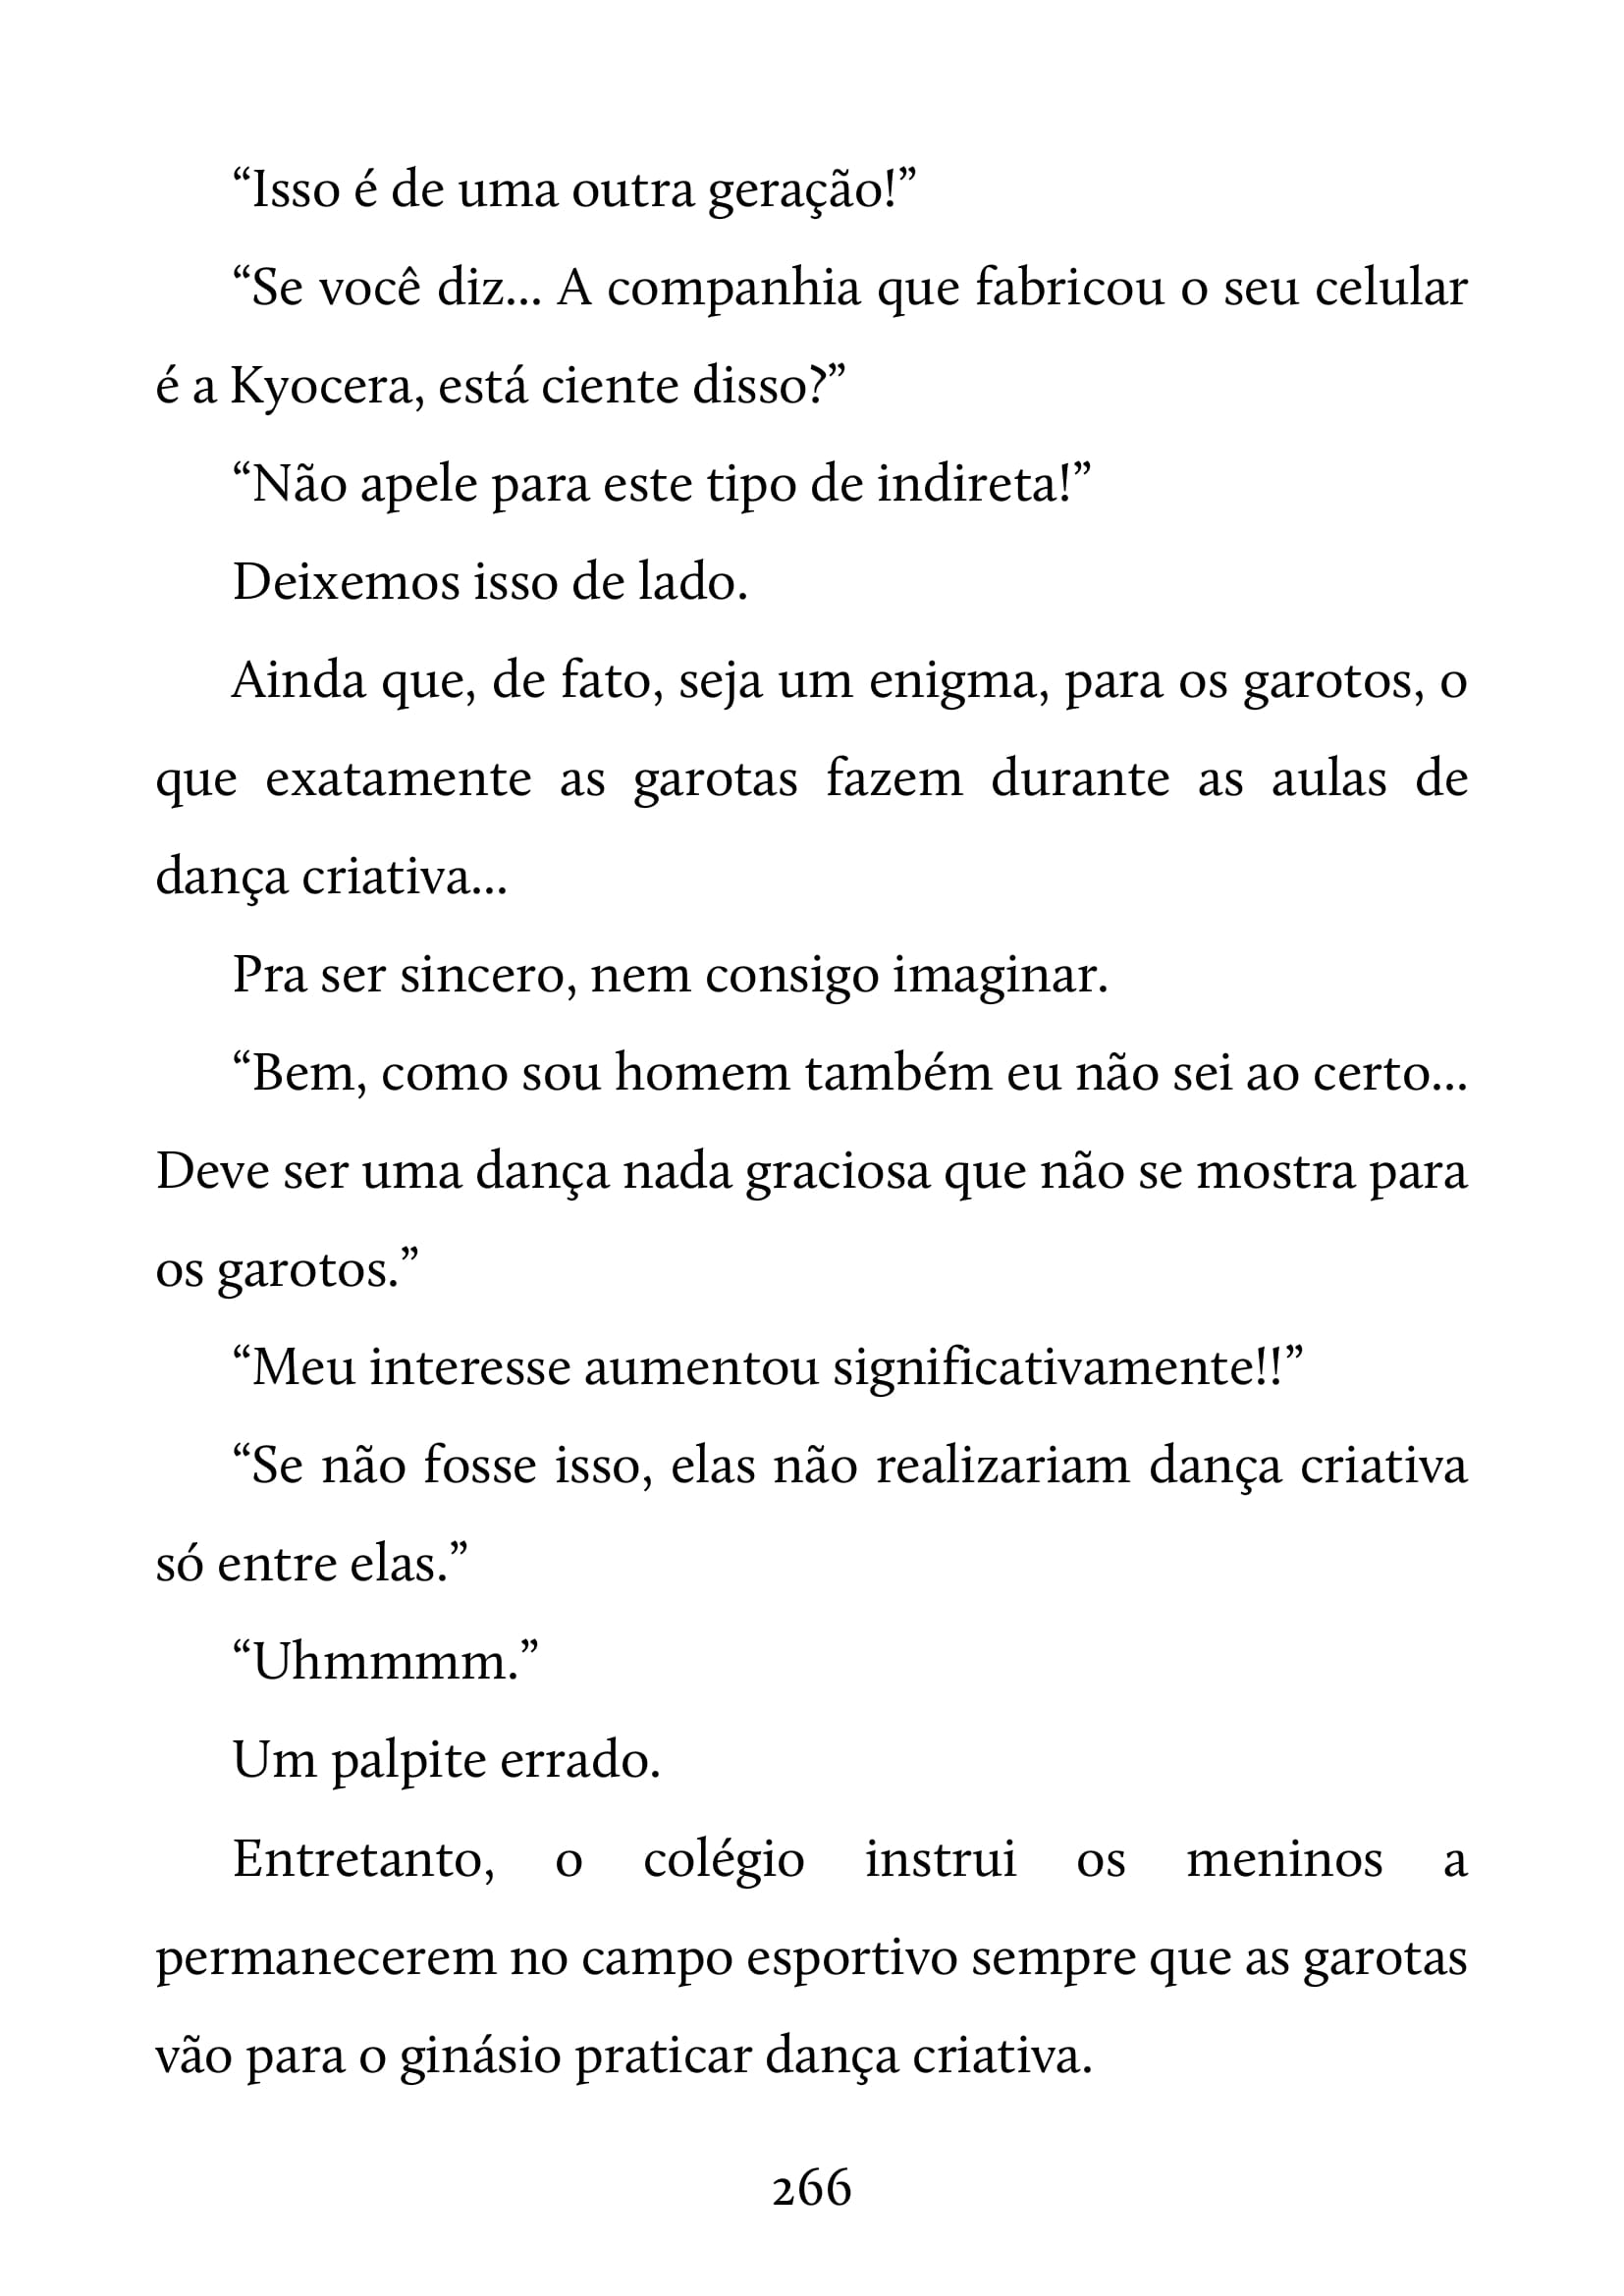 “Isso é de uma outra geração!”
“Se você diz... A companhia que fabricou o seu celular
é a Kyocera, está ciente disso?”
“Não apele para este tipo de indireta!”
Deixemos isso de lado.
Ainda que, de fato, seja um enigma, para os garotos, o
que exatamente as garotas fazem durante as aulas de
dança criativa...
Pra ser sincero, nem consigo imaginar.
“Bem, como sou homem também eu não sei ao certo...
Deve ser uma dança nada graciosa que não se mostra para
os garotos.”
“Meu interesse aumentou significativamente!!”
“Se não fosse isso, elas não realizariam dança criativa
só entre elas.”
“Uhmmmm.”
Um palpite errado.
Entretanto, o colégio instrui os meninos a
permanecerem no campo esportivo sempre que as garotas
vão para o ginásio praticar dança criativa.
266